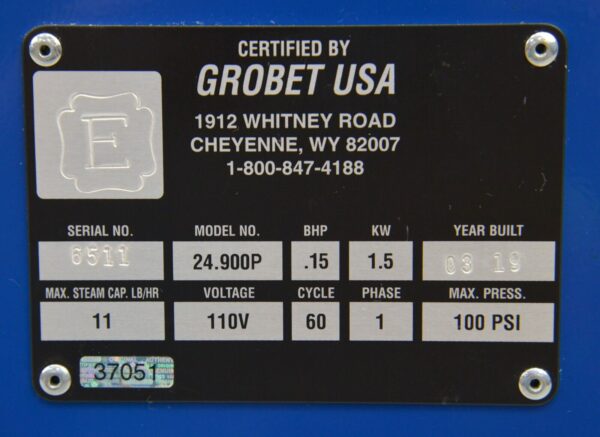 CERTIFIED BY
GROBET USA
1912 WHITNEY ROAD
CHEYENNE, WY 82007
1-800-847-4188
E
SERIAL NO. MODEL NO. BHP KW YEAR BUILT
6511 24.900P .15 1.5 03 19
MAX. STEAM CAP. LB/HR VOLTAGE CYCLE PHASE MAX. PRESS.
11 110V 60 1 100 PSI
37051